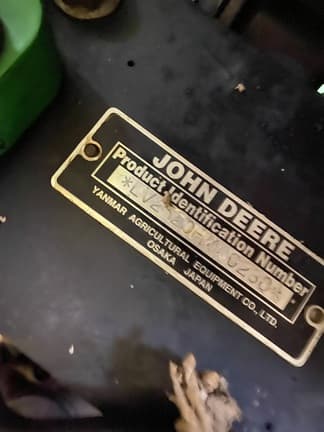 JOHN DEERE
Product Identification Number
YANMAR AGRICULTURAL EQUIPMENT CO., LTD.
OSAKA JAPAN